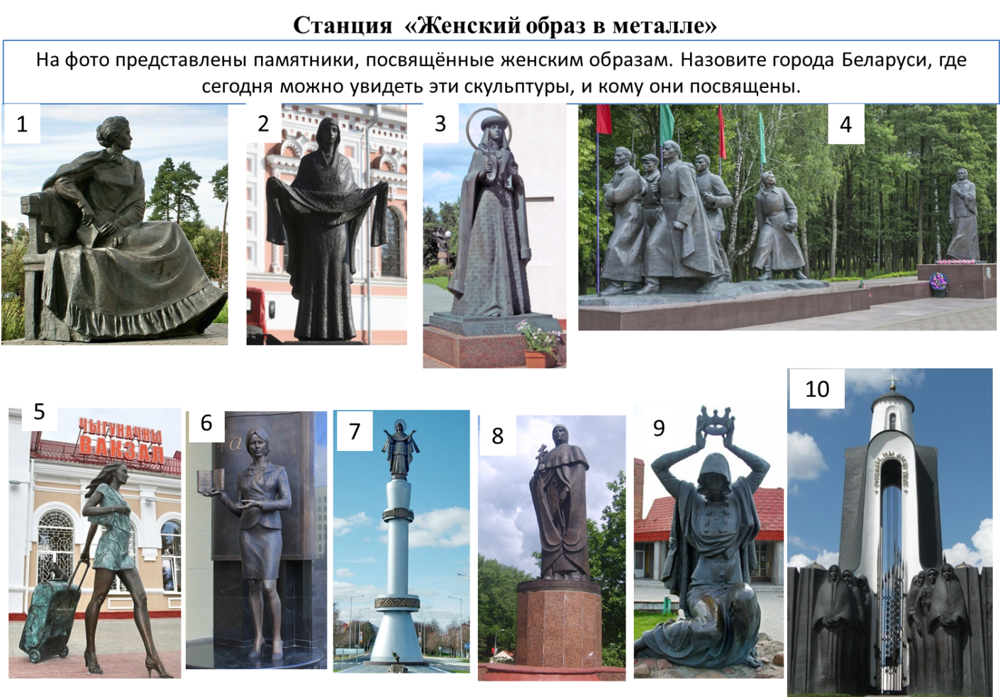 Станция «Женский образ в металле»
На фото представлены памятники, посвящённые женским образам. Назовите города Беларуси, где
сегодня можно увидеть эти скульптуры, и кому они посвящены.
1
2
3
4
5
6
7
8
9
10
ЧЫГУНАЧНЫ
ВАКЗАЛ
на